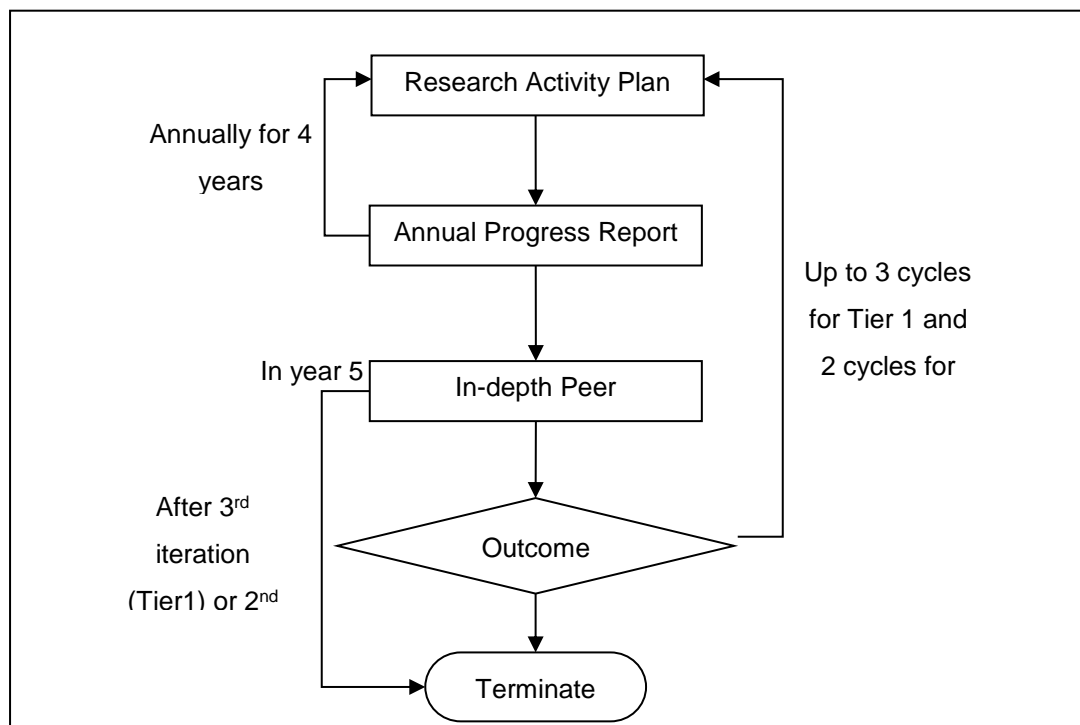 Research Activity Plan
Annually for 4
years
Annual Progress Report
Up to 3 cycles
for Tier 1 and
2 cycles for
In year 5
In-depth Peer
After 3rd
iteration
(Tier1) or 2nd
Outcome
Terminate